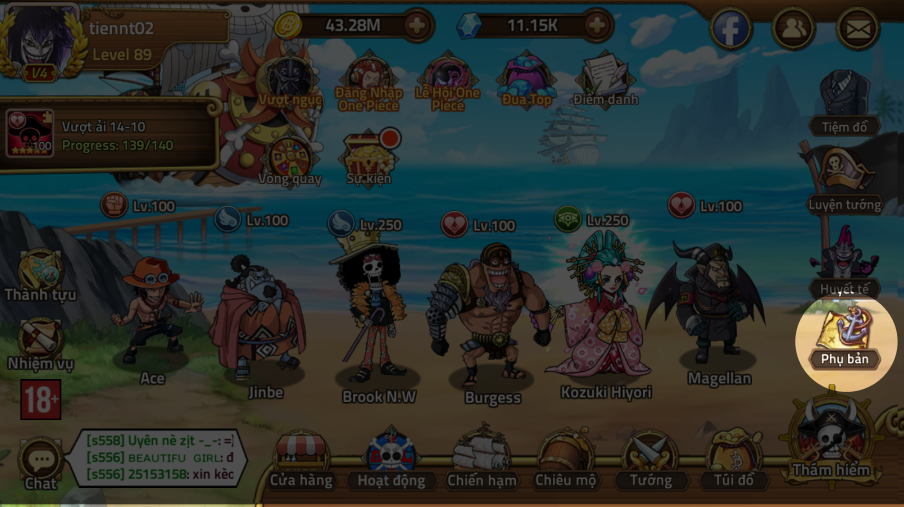 tiennt02
Level 89
V4
43.28M
11.15K
Vượt ngục
Đăng Nhập
One Piece
Lễ Hội One
Piece
Đua Top
Điểm danh
Tiệm đồ
Vượt ải 14-10
Progress: 139/140
100
Vòng quay
Sự kiện
Luyện tướng
Lv.100
Lv.100
Lv.250
Lv.100
Lv.250
Lv.100
Thành tựu
Huyết tế
Nhiệm vụ
Phụ bản
Ace
Jinbe
Brook N.W
Burgess
Kozuki Hiyori
Magellan
18+
[s558] Uyên nè zịt -_-: =]
[s556] BEAUTIFU GIRL: đ
[s556] 25153158: xin kèc
Chat
Cửa hàng
Hoạt động
Chiến hạm
Chiêu mộ
Tướng
Túi đồ
Thám hiểm